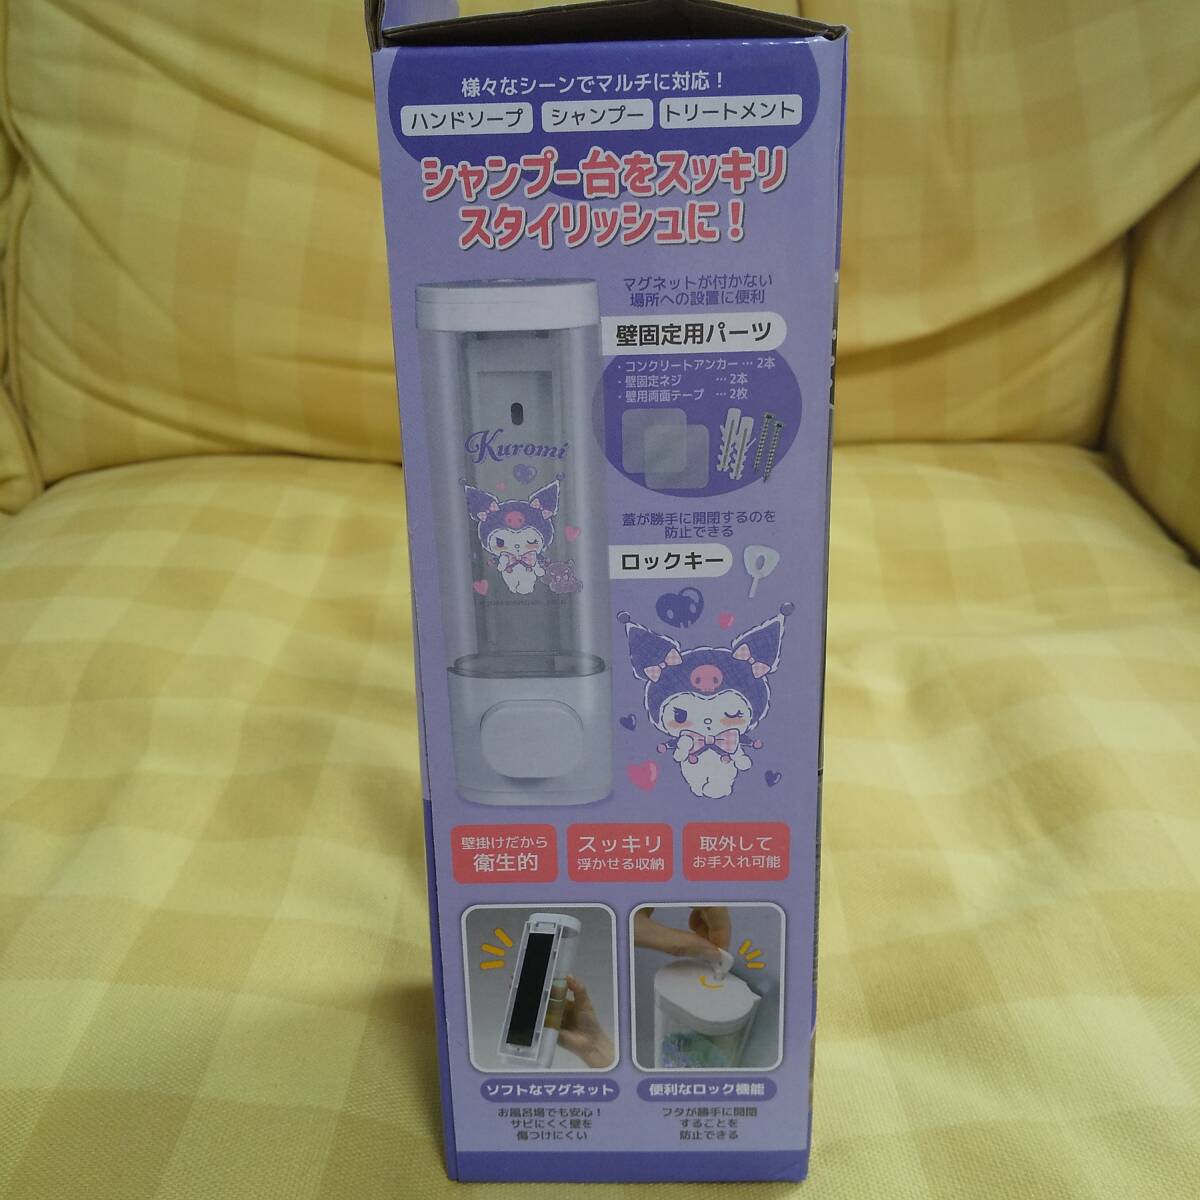 様々なシーンでマルチに対応！
ハンドソープ シャンプー トリートメント
シャンプー台をスッキリ
スタイリッシュに！
マグネットが付かない
場所への設置に便利
壁固定用パーツ
・コンクリートアンカー…2本
・壁固定ネジ …2本
・壁用両面テープ …2枚
Kuromi
蓋が勝手に開閉するのを
防止できる
ロックキー
壁掛けだから
衛生的
スッキリ
浮かせる収納
取外して
お手入れ可能
ソフトなマグネット
お風呂場でも安心！
サビにくく壁を
傷つけにくい
便利なロック機能
フタが勝手に開閉
することを
防止できる